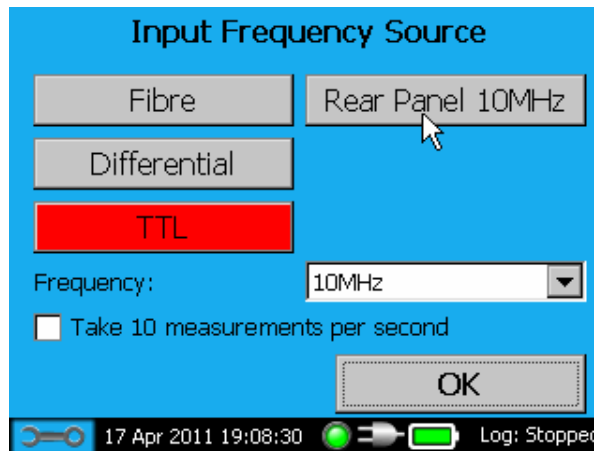 Input Frequency Source
Fibre
Rear Panel 10MHz
Differential
TTL
Frequency:
10MHz
Take 10 measurements per second
OK
17 Apr 2011 19:08:30
Log: Stopped